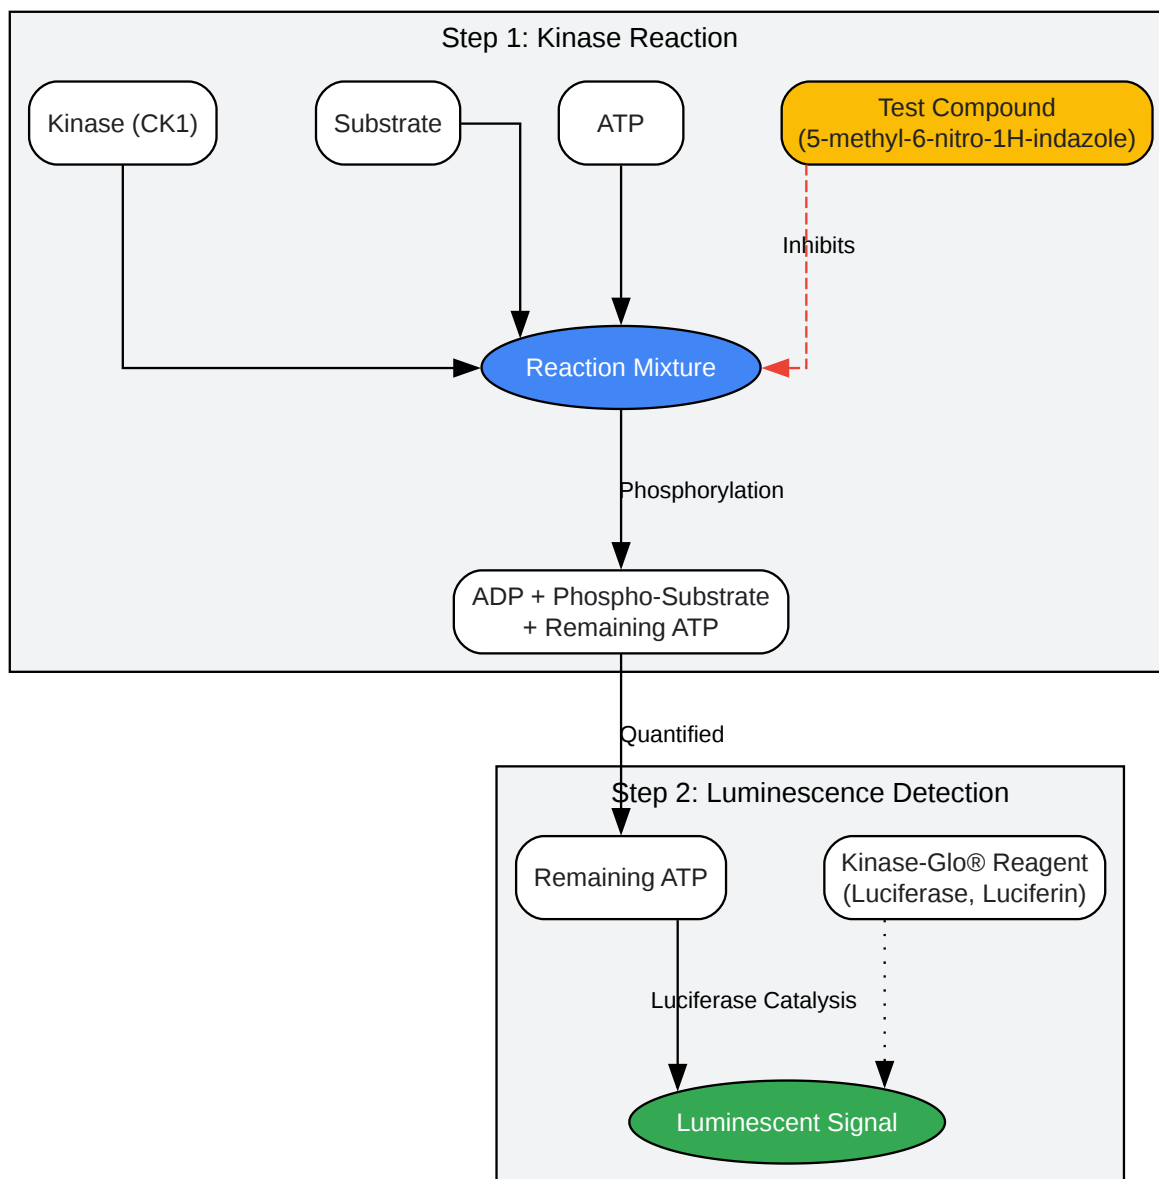 Step 1: Kinase Reaction
Kinase (CK1)
Substrate
ATP
Test Compound
(5-methyl-6-nitro-1H-indazole)
Inhibits
Reaction Mixture
Phosphorylation
ADP + Phospho-Substrate
+ Remaining ATP
Quantified
Step 2: Luminescence Detection
Remaining ATP
Kinase-Glo® Reagent
(Luciferase, Luciferin)
Luciferase Catalysis
Luminescent Signal